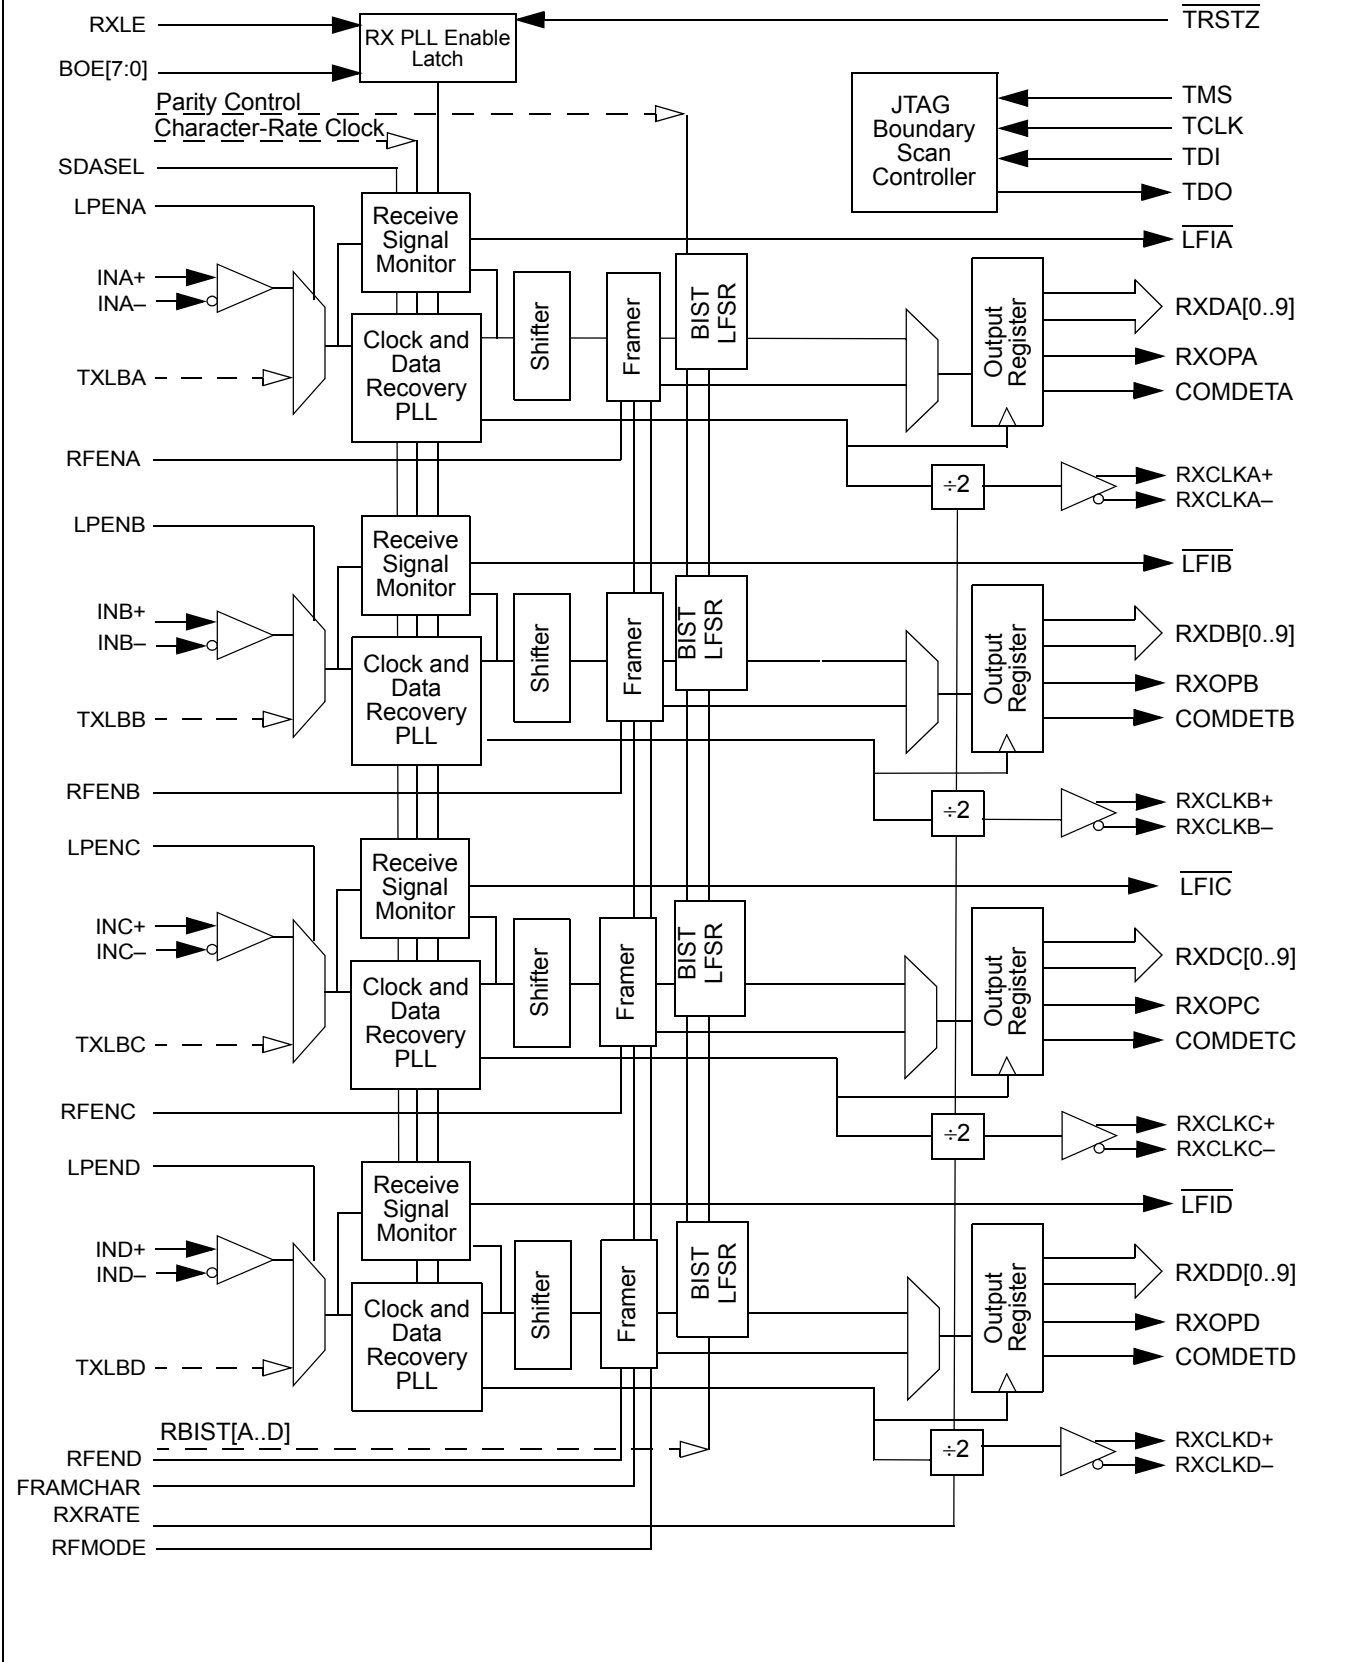 RXLE
RX PLL Enable
Latch
TRSTZ
BOE[7:0]
Parity Control
Character-Rate Clock
JTAG
Boundary
Scan
Controller
TMS
TCLK
TDI
TDO
SDASEL
LPENA
Receive
Signal
Monitor
LFIA
INA+
INA–
TXLBA
Clock and
Data
Recovery
PLL
Shifter
Framer
BIST
LFSR
Output
Register
RXDA[0..9]
RXOPA
COMDETA
RFENA
÷2
RXCLKA+
RXCLKA–
LPENB
Receive
Signal
Monitor
LFIB
INB+
INB–
TXLBB
Clock and
Data
Recovery
PLL
Shifter
Framer
BIST
LFSR
Output
Register
RXDB[0..9]
RXOPB
COMDETB
RFENB
÷2
RXCLKB+
RXCLKB–
LPENC
Receive
Signal
Monitor
LFIC
INC+
INC–
TXLBC
Clock and
Data
Recovery
PLL
Shifter
Framer
BIST
LFSR
Output
Register
RXDC[0..9]
RXOPC
COMDETC
RFENC
÷2
RXCLKC+
RXCLKC–
LPEND
Receive
Signal
Monitor
LFID
IND+
IND–
TXLBD
Clock and
Data
Recovery
PLL
Shifter
Framer
BIST
LFSR
Output
Register
RXDD[0..9]
RXOPD
COMDETD
RBIST[A..D]
÷2
RXCLKD+
RXCLKD–
RFEND
FRAMCHAR
RXRATE
RFMODE